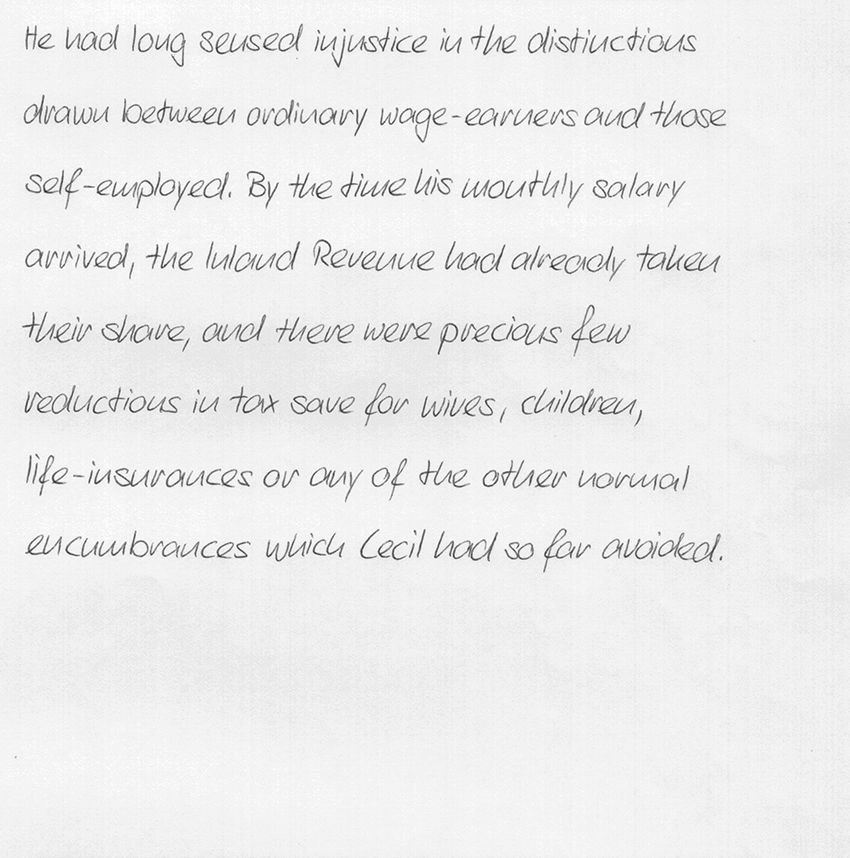 He had long sensed injustice in the distinctions
drawn between ordinary wage-earners and those
self-employed. By the time his monthly salary
arrived, the Inland Revenue had already taken
their share, and there were precious few
reductions in tax save for wives, children,
life-insurances or any of the other normal
encumbrances which Cecil had so far avoided.